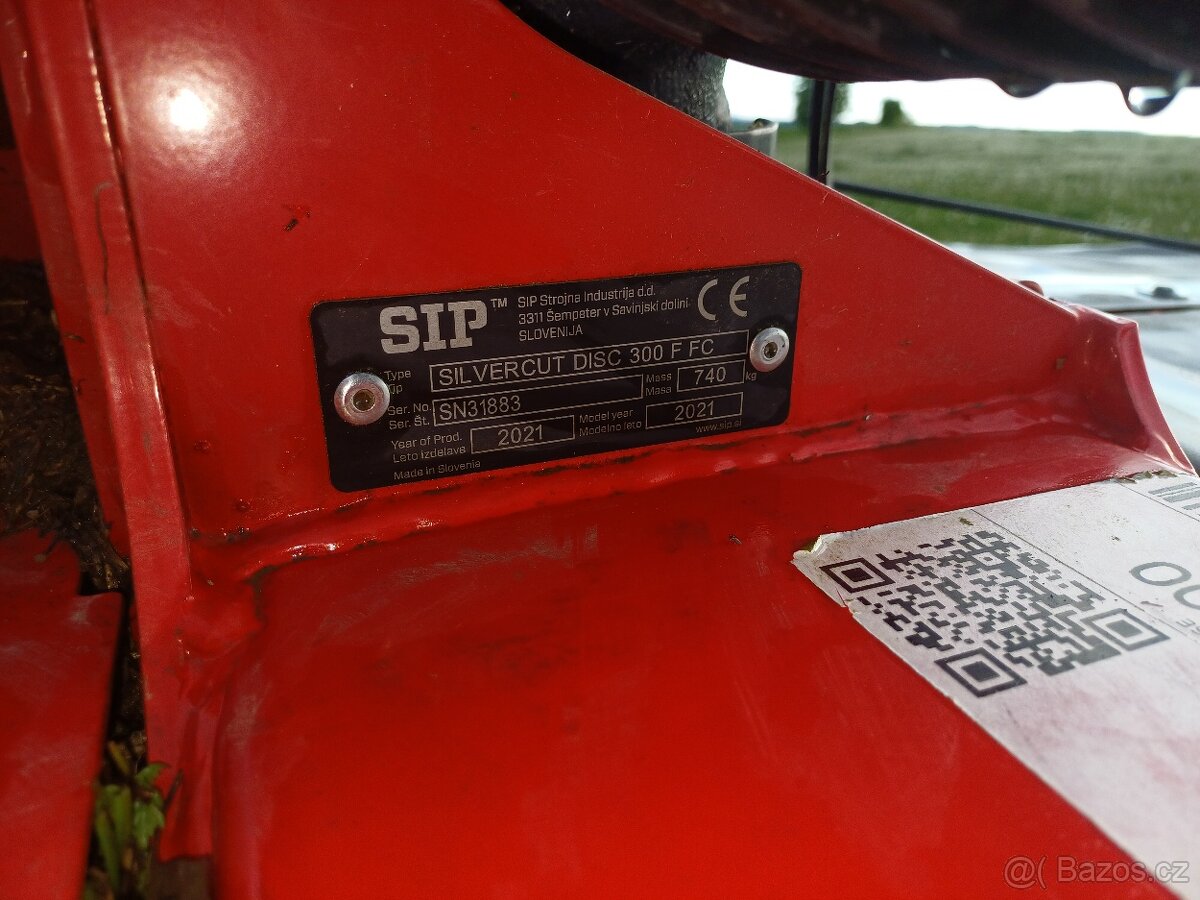 SIP™
SIP Strojna Industrija d.d.
3311 Šempeter v Savinjski dolini
SLOVENIJA
CE
Type
Tip
SILVERCUT DISC 300 F FC
Ser. No.
Ser. Št.
SN31883
Mass
Masa
740
kg
Year of Prod.
Leto izdelave
2021
Model year
Modelno leto
2021
Made in Slovenia
www.sip.si
@ Bazos.cz